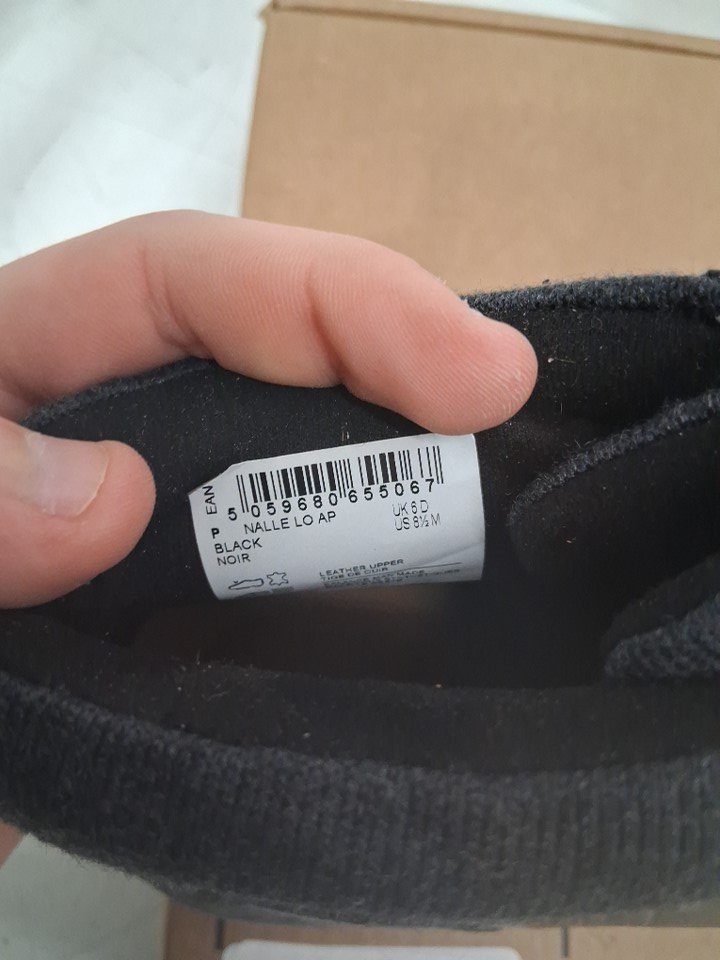 EAN
5 059680 655067
P NALLE LO AP UK 6 D
BLACK US 8½ M
NOIR
LEATHER UPPER
TIGE DE CUIR